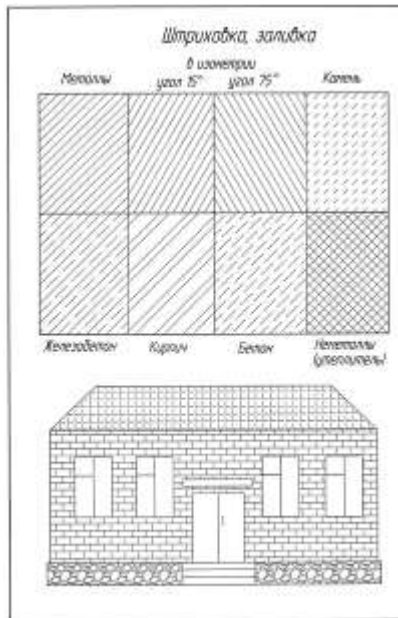 Штриховка, заливка
в изометрии
Металлы
угол 15°
угол 75°
Камень
Железобетон
Кирпич
Бетон
Неметаллы
(утеплитель)